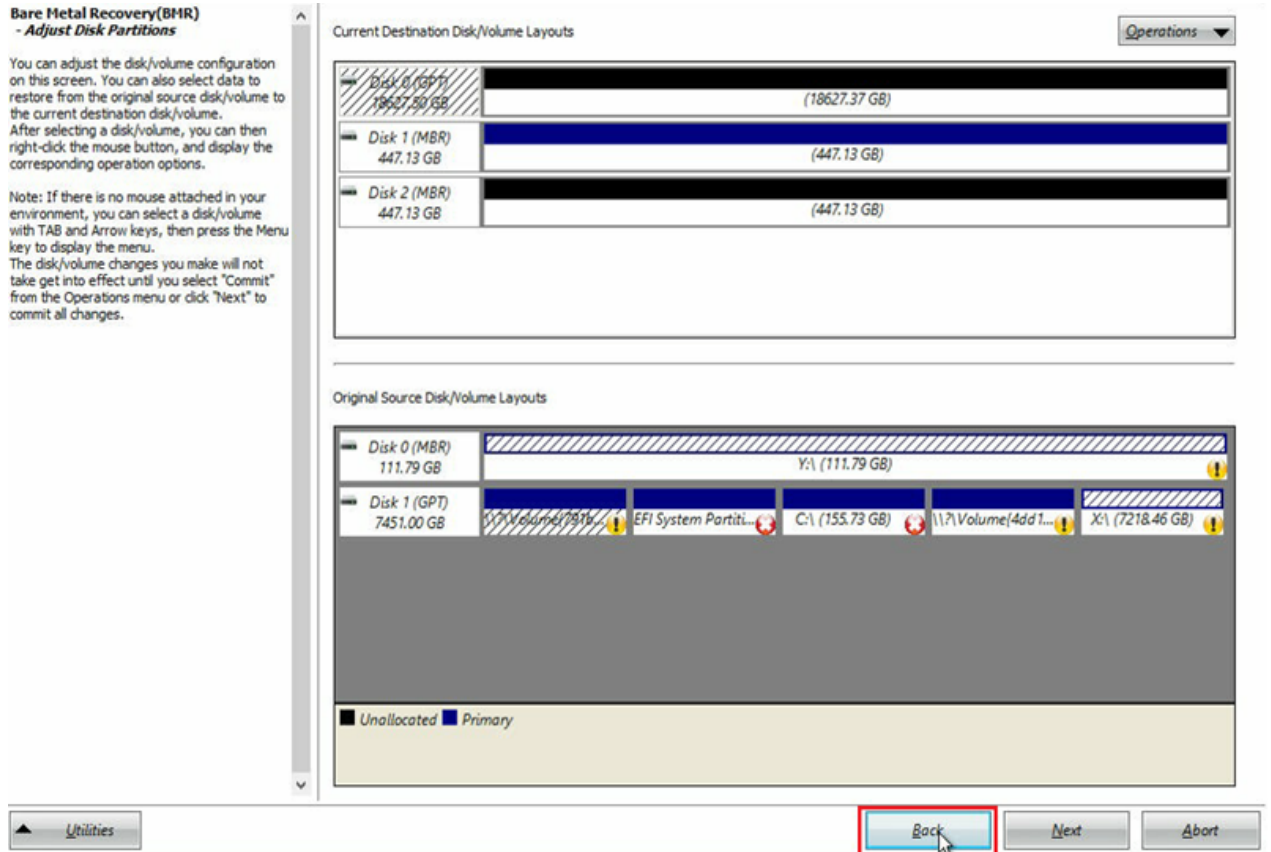 Bare Metal Recovery(BMR)
- Adjust Disk Partitions
You can adjust the disk/volume configuration
on this screen. You can also select data to
restore from the original source disk/volume to
the current destination disk/volume.
After selecting a disk/volume, you can then
right-click the mouse button, and display the
corresponding operation options.
Note: If there is no mouse attached in your
environment, you can select a disk/volume
with TAB and Arrow keys, then press the Menu
key to display the menu.
The disk/volume changes you make will not
take get into effect until you select "Commit"
from the Operations menu or click "Next" to
commit all changes.
Current Destination Disk/Volume Layouts
Operations
Disk 0 (GPT)
18627.50 GB
(18627.37 GB)
Disk 1 (MBR)
447.13 GB
(447.13 GB)
Disk 2 (MBR)
447.13 GB
(447.13 GB)
Original Source Disk/Volume Layouts
Disk 0 (MBR)
111.79 GB
Y:\ (111.79 GB)
Disk 1 (GPT)
7451.00 GB
\\?\Volume{791b...
EFI System Partiti...
C:\ (155.73 GB)
\\?\Volume{4dd1...
X:\ (7218.46 GB)
Unallocated Primary
Utilities
Back
Next
Abort